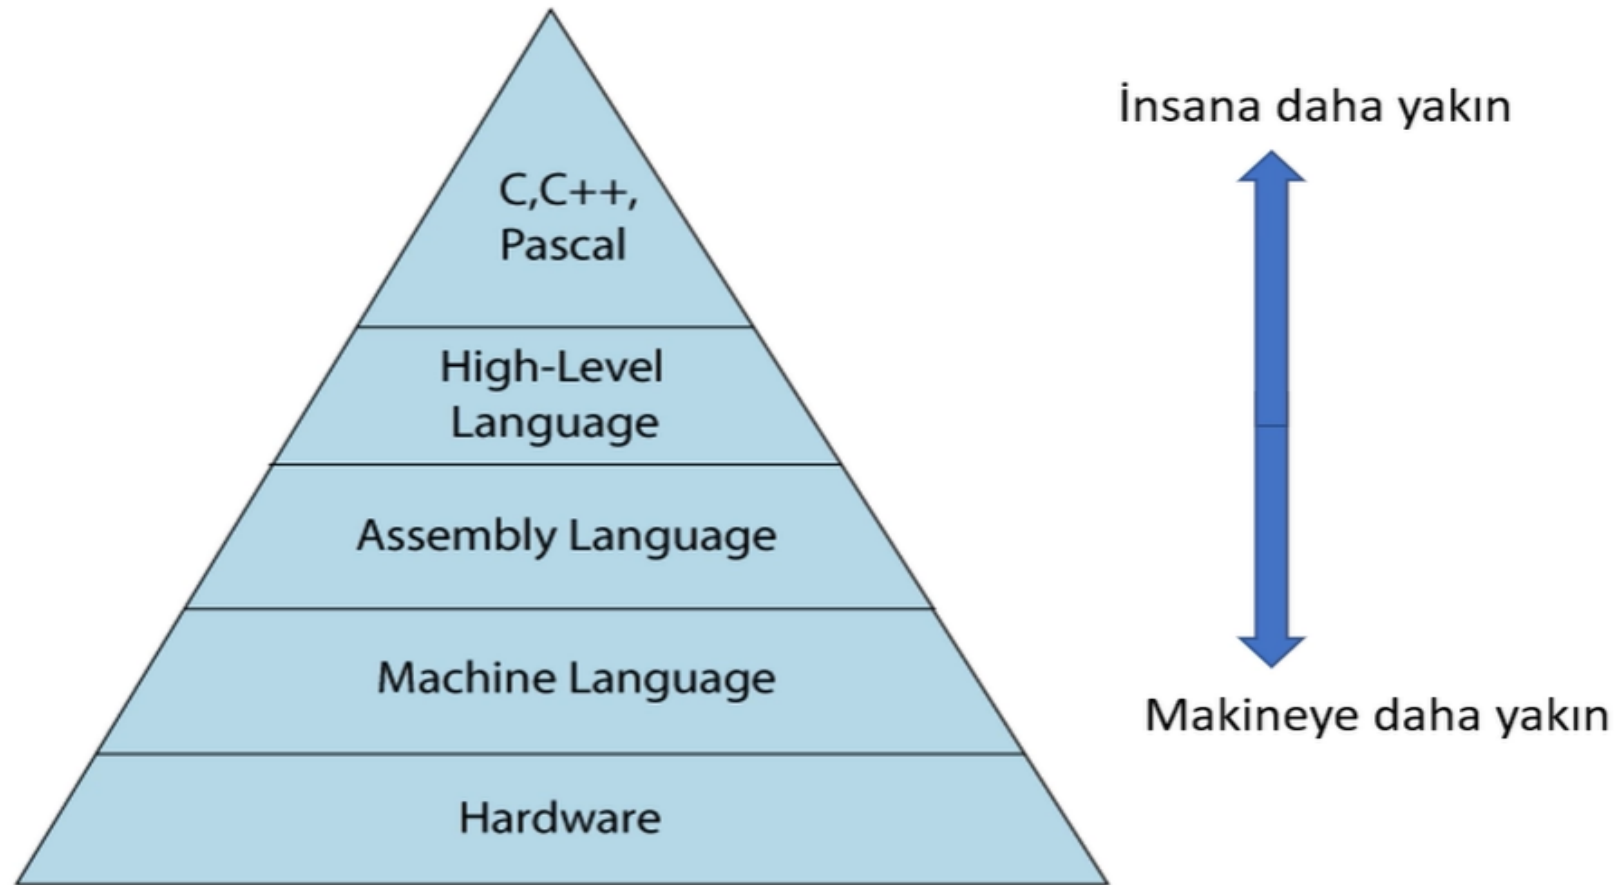 İnsana daha yakın
C,C++,
Pascal
High-Level
Language
Assembly Language
Machine Language
Makineye daha yakın
Hardware